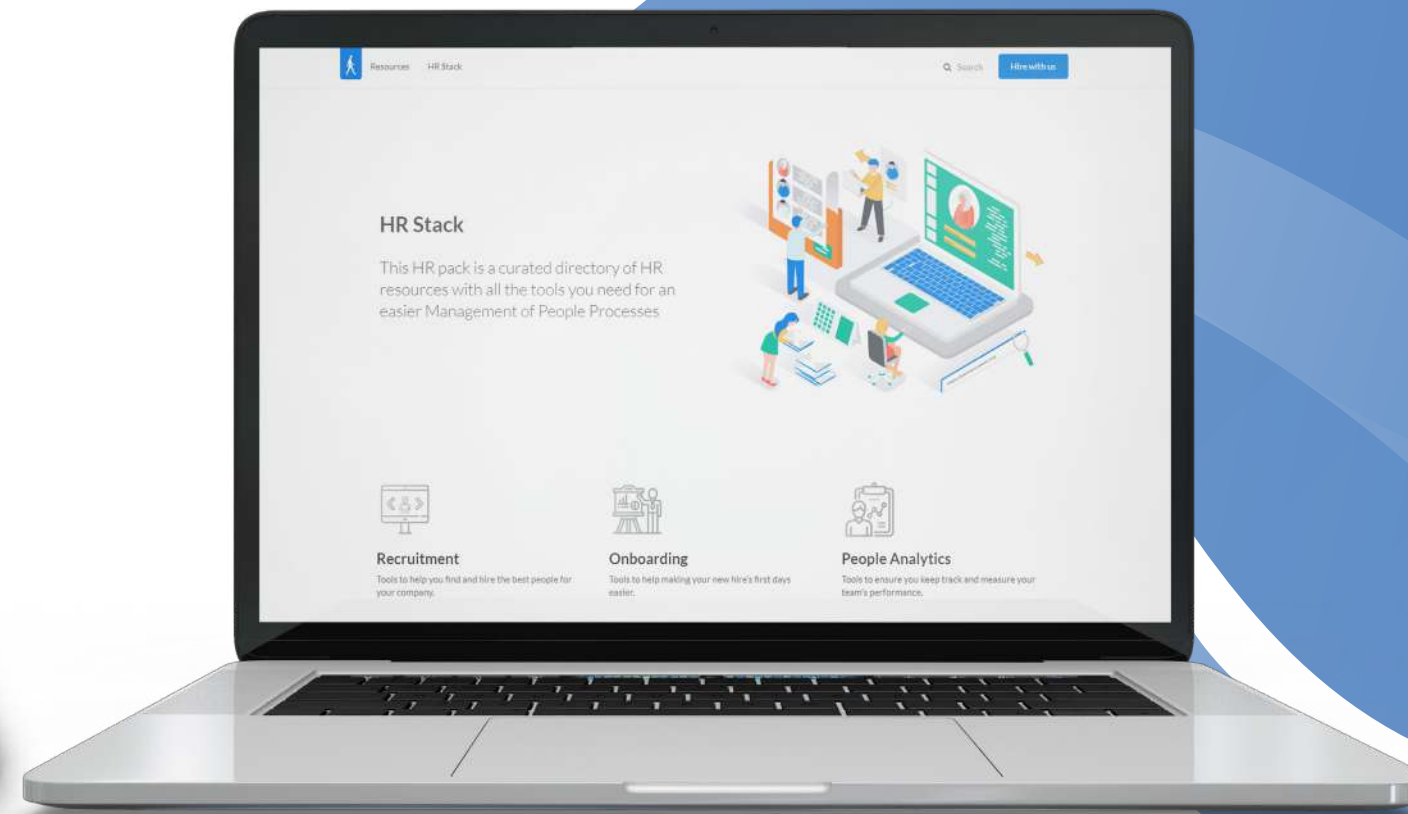 Resources HR Stack Search Hire with us
HR Stack
This HR pack is a curated directory of HR
resources with all the tools you need for an
easier Management of People Processes
Recruitment
Tools to help you find and hire the best people for
your company.
Onboarding
Tools to help making your new hire's first days
easier.
People Analytics
Tools to ensure you keep track and measure your
team's performance.